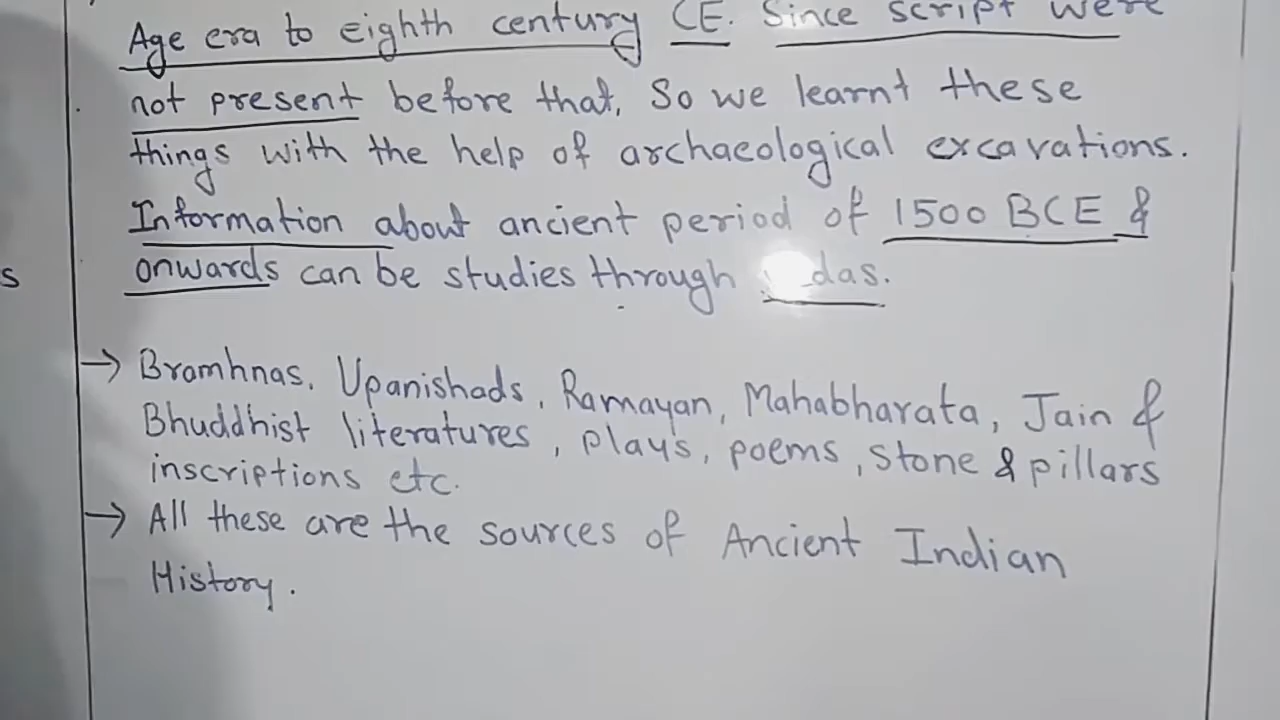 Age era to eighth century CE. Since script were
not present before that, So we learnt these
things with the help of archaeological excavations.
Information about ancient period of 1500 BCE &
onwards can be studies through das.
s
→ Bramhnas, Upanishads, Ramayan, Mahabharata, Jain &
Bhuddhist literatures, plays, poems, stone & pillars
inscriptions etc.
→ All these are the sources of Ancient Indian
History.